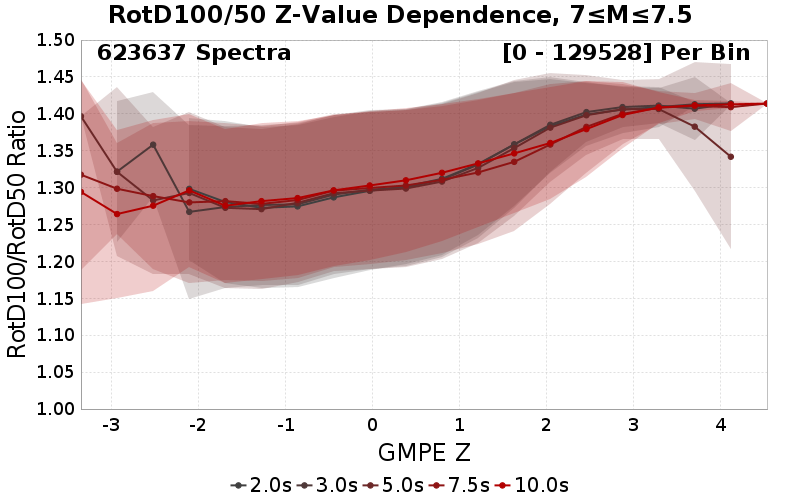 RotD100/50 Z-Value Dependence, 7≤M≤7.5
623637 Spectra
[0 - 129528] Per Bin
RotD100/RotD50 Ratio
1.50
1.45
1.40
1.35
1.30
1.25
1.20
1.15
1.10
1.05
1.00
-3 -2 -1 0 1 2 3 4
GMPE Z
2.0s 3.0s 5.0s 7.5s 10.0s